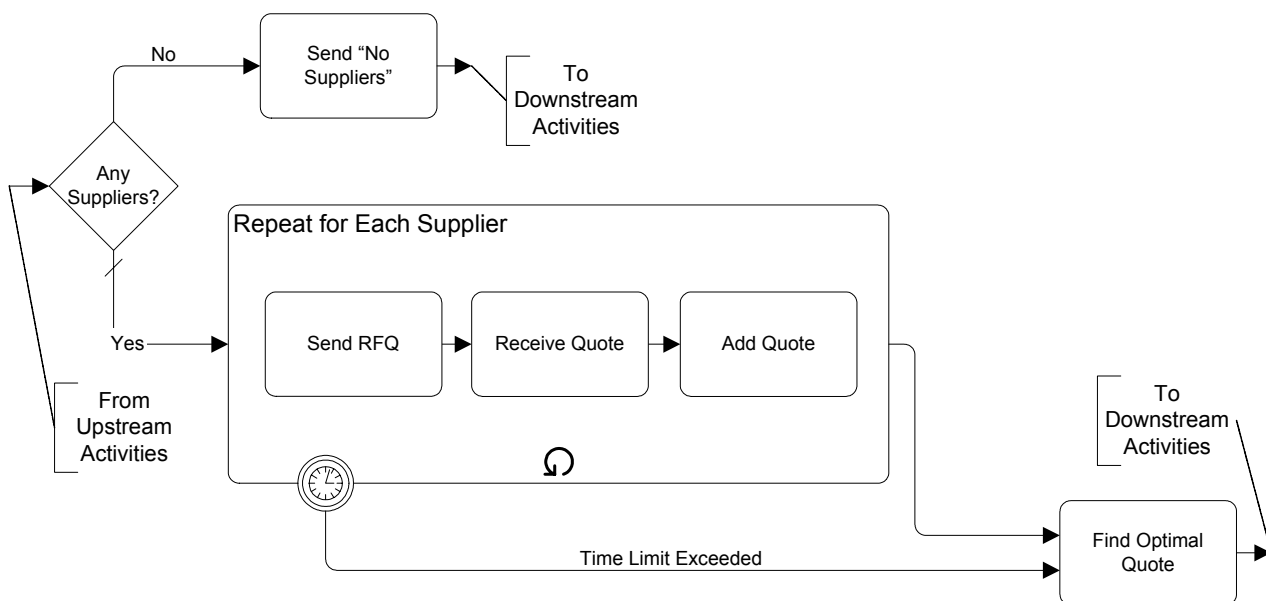 No
Send “No
Suppliers”
To
Downstream
Activities
Any
Suppliers?
Repeat for Each Supplier
Send RFQ
Receive Quote
Add Quote
Yes
From
Upstream
Activities
To
Downstream
Activities
Time Limit Exceeded
Find Optimal
Quote